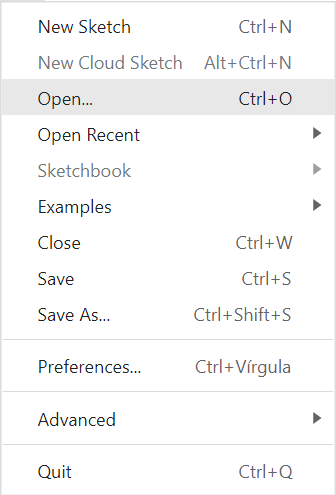 New Sketch Ctrl+N
New Cloud Sketch Alt+Ctrl+N
Open... Ctrl+O
Open Recent
Sketchbook
Examples
Close Ctrl+W
Save Ctrl+S
Save As... Ctrl+Shift+S
Preferences... Ctrl+Vírgula
Advanced
Quit Ctrl+Q